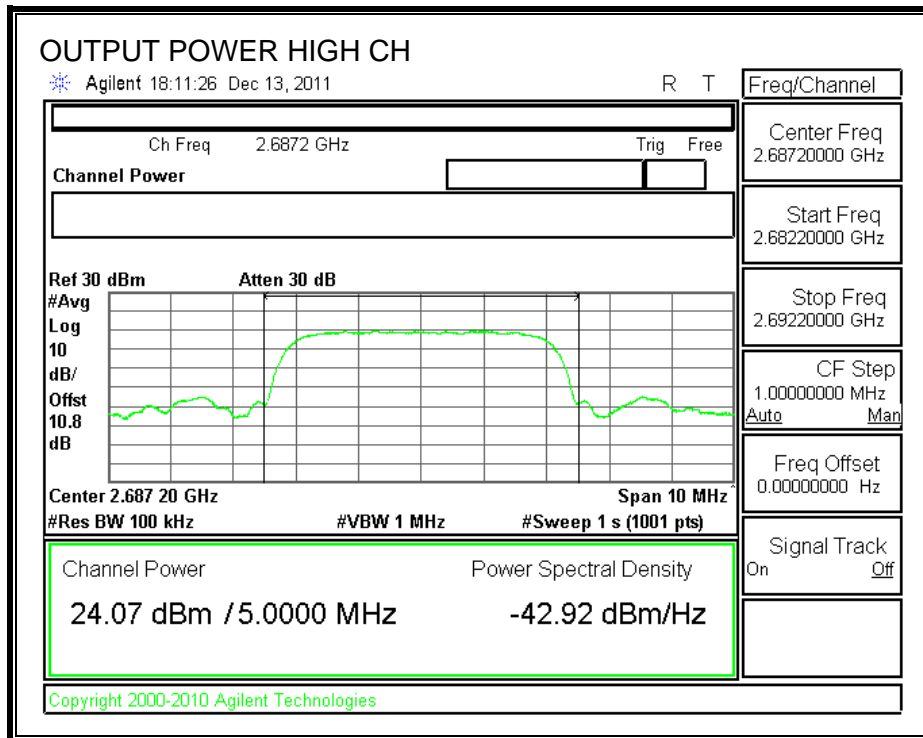 OUTPUT POWER HIGH CH
Agilent 18:11:26 Dec 13, 2011 R T
Freq/Channel
Ch Freq 2.6872 GHz Trig Free
Channel Power
Center Freq
2.68720000 GHz
Start Freq
2.68220000 GHz
Stop Freq
2.69220000 GHz
CF Step
1.00000000 MHz
Auto Man
Freq Offset
0.00000000 Hz
Signal Track
On Off
Ref 30 dBm Atten 30 dB
#Avg
Log
10
dB/
Offst
10.8
dB
Center 2.687 20 GHz Span 10 MHz^
#Res BW 100 kHz #VBW 1 MHz #Sweep 1 s (1001 pts)
Channel Power Power Spectral Density
24.07 dBm / 5.0000 MHz -42.92 dBm/Hz
Copyright 2000-2010 Agilent Technologies